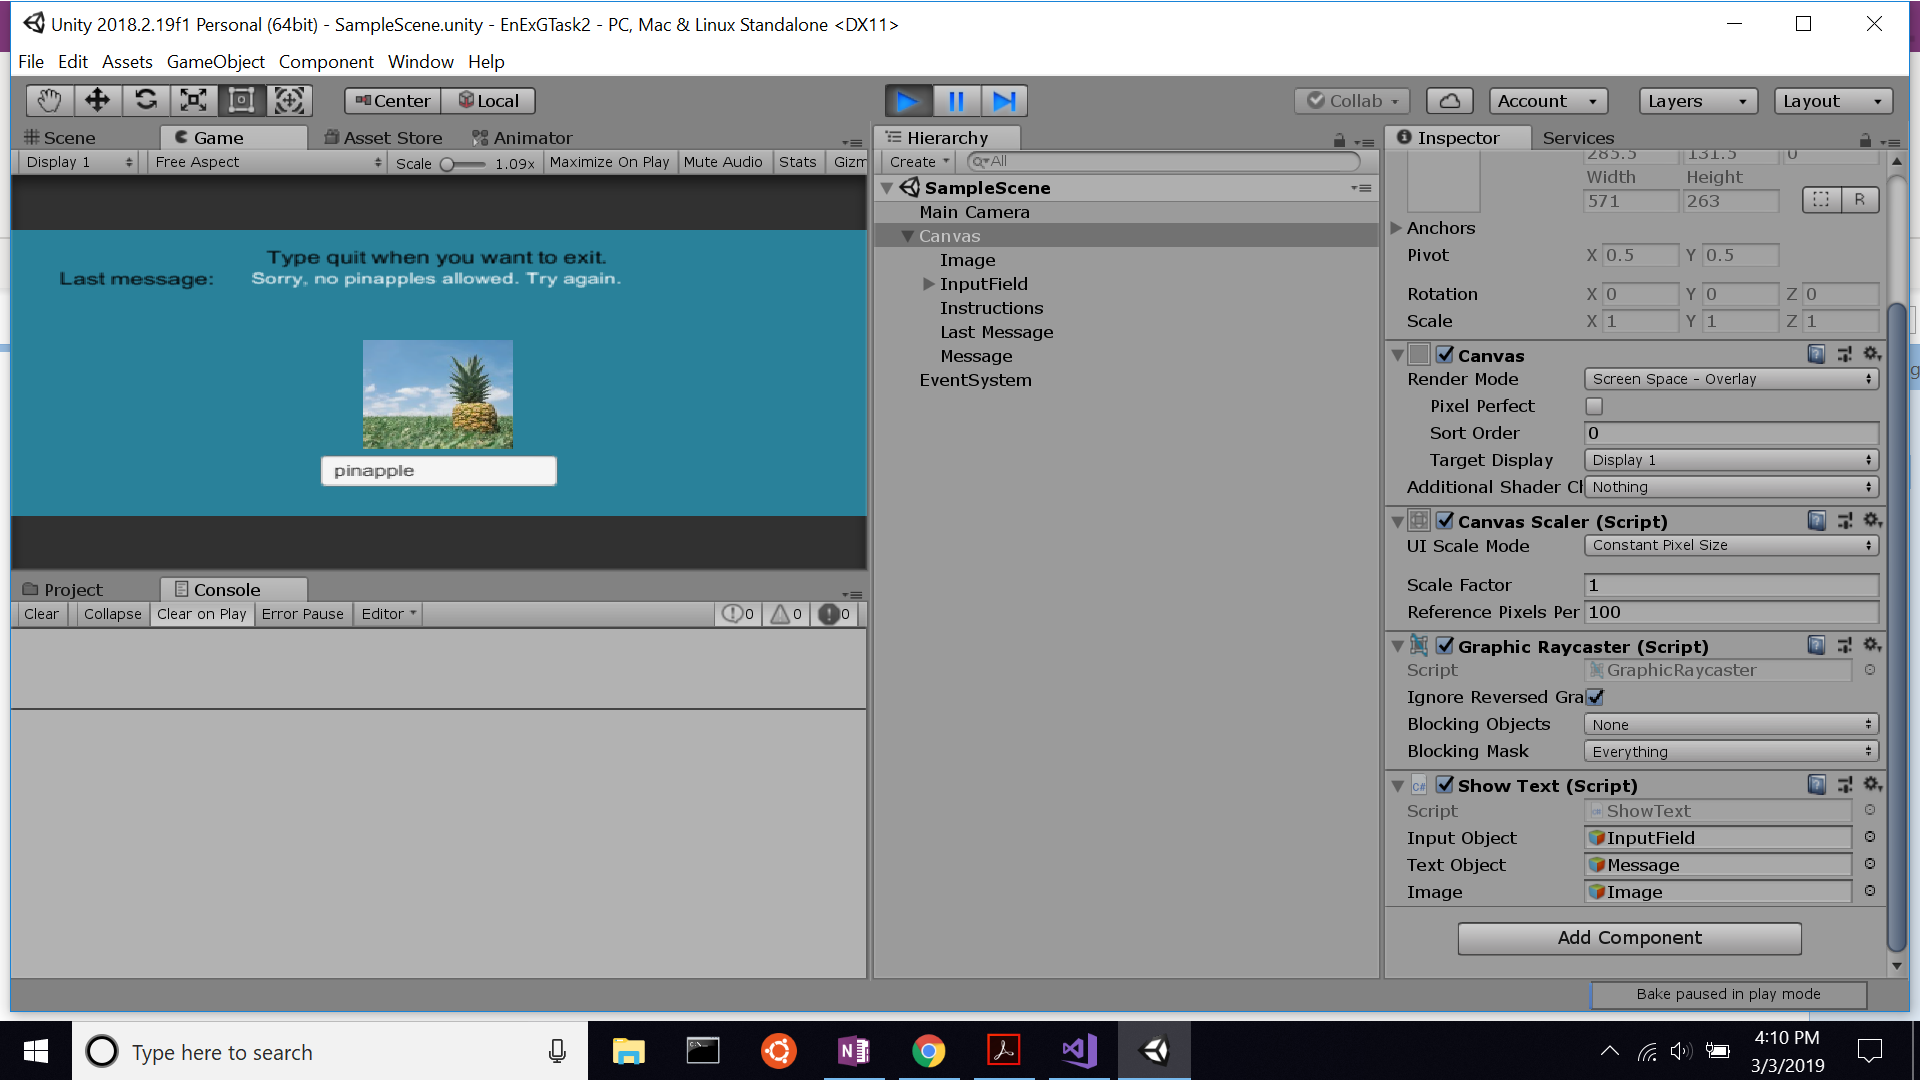 Unity 2018.2.19f1 Personal (64bit) - SampleScene.unity - EnExGTask2 - PC, Mac & Linux Standalone <DX11>
File Edit Assets GameObject Component Window Help
Center Local Collab Account Layers Layout
Scene Game Asset Store Animator
Display 1 Free Aspect Scale 1.09x Maximize On Play Mute Audio Stats Gizm
Type quit when you want to exit.
Last message: Sorry, no pinapples allowed. Try again.
pinapple
Project Console
Clear Collapse Clear on Play Error Pause Editor 0 0 0
Hierarchy
Create All
SampleScene
Main Camera
Canvas
Image
InputField
Instructions
Last Message
Message
EventSystem
Inspector Services
285.5 131.5 0
Width Height
571 263 R
Anchors
Pivot X 0.5 Y 0.5
Rotation X 0 Y 0 Z 0
Scale X 1 Y 1 Z 1
Canvas
Render Mode Screen Space - Overlay
Pixel Perfect
Sort Order 0
Target Display Display 1
Additional Shader Cl Nothing
Canvas Scaler (Script)
UI Scale Mode Constant Pixel Size
Scale Factor 1
Reference Pixels Per 100
Graphic Raycaster (Script)
Script GraphicRaycaster
Ignore Reversed Gra
Blocking Objects None
Blocking Mask Everything
C# Show Text (Script)
Script ShowText
Input Object InputField
Text Object Message
Image Image
Add Component
Bake paused in play mode
Type here to search
4:10 PM
3/3/2019